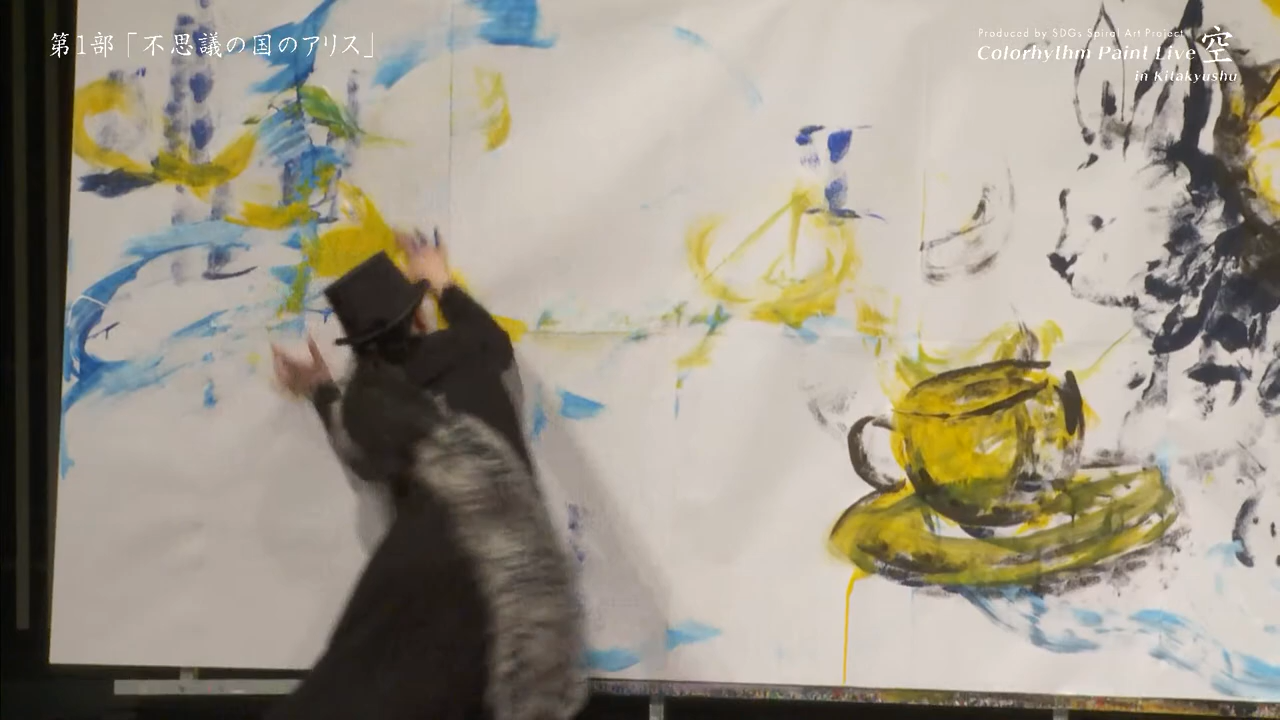 第1部「不思議の国のアリス」
Produced by SDGs Spiral Art Project
Colorhythm Paint Live 空
in Kitakyushu